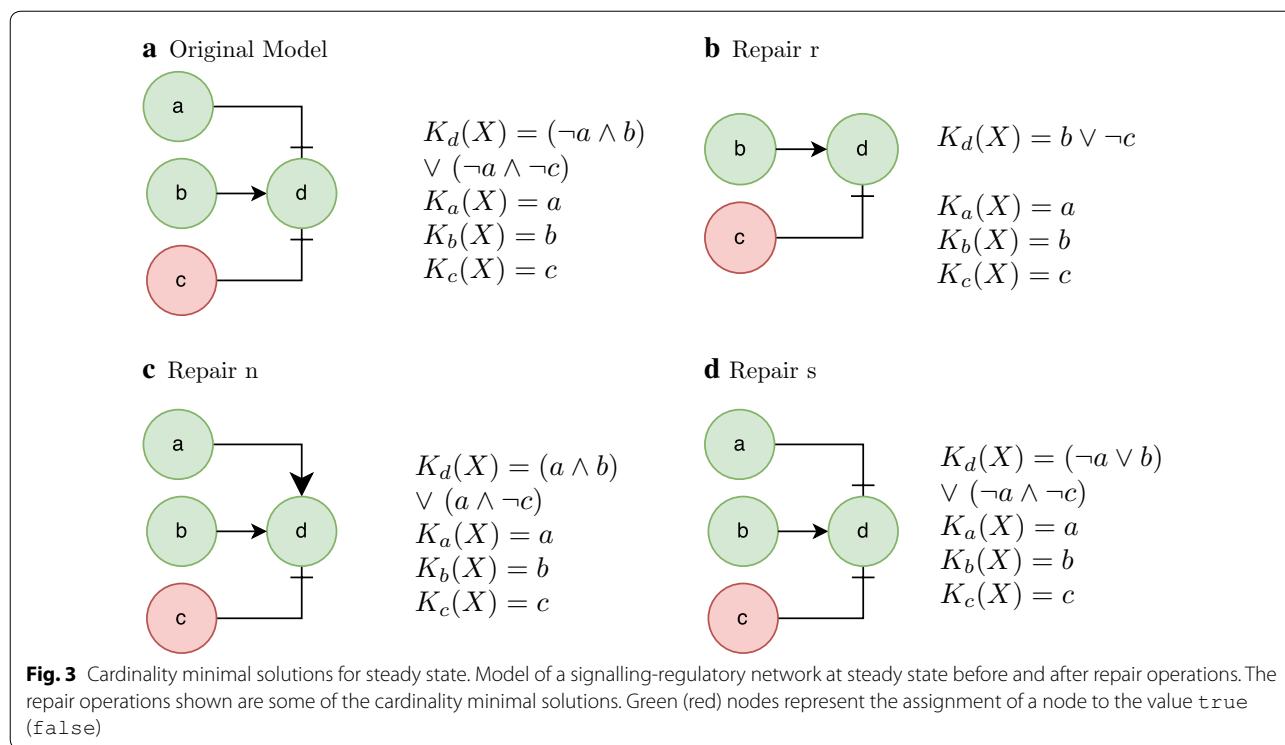 a Original Model
a
b
d
c
K_d(X) = (¬a ∧ b)
∨ (¬a ∧ ¬c)
K_a(X) = a
K_b(X) = b
K_c(X) = c
b Repair r
b
d
c
K_d(X) = b ∨ ¬c
K_a(X) = a
K_b(X) = b
K_c(X) = c
c Repair n
a
b
d
c
K_d(X) = (a ∧ b)
∨ (a ∧ ¬c)
K_a(X) = a
K_b(X) = b
K_c(X) = c
d Repair s
a
b
d
c
K_d(X) = (¬a ∨ b)
∨ (¬a ∧ ¬c)
K_a(X) = a
K_b(X) = b
K_c(X) = c
Fig. 3 Cardinality minimal solutions for steady state. Model of a signalling-regulatory network at steady state before and after repair operations. The
repair operations shown are some of the cardinality minimal solutions. Green (red) nodes represent the assignment of a node to the value true
(false)